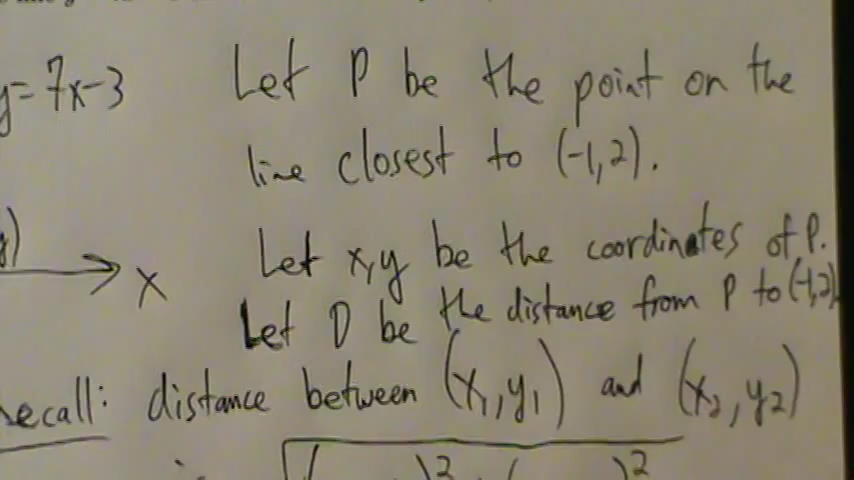 y=7x-3
Let P be the point on the
line closest to (-1,2).
Let x,y be the coordinates of P.
x
Let D be the distance from P to (-1,2).
Recall: distance between (x₁,y₁) and (x₂,y₂)